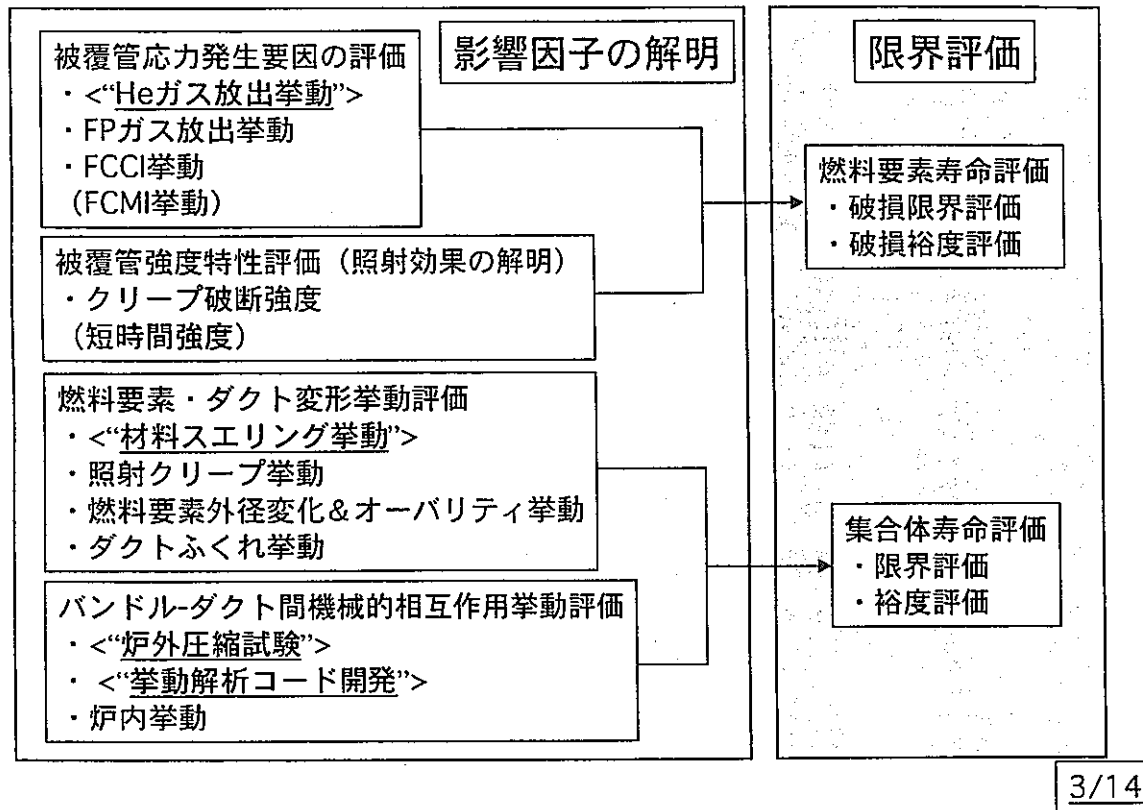 影響因子の解明
被覆管応力発生要因の評価
・<“Heガス放出挙動”>
・FPガス放出挙動
・FCCI挙動
（FCMI挙動）
被覆管強度特性評価（照射効果の解明）
・クリープ破断強度
（短時間強度）
燃料要素・ダクト変形挙動評価
・<“材料スエリング挙動”>
・照射クリープ挙動
・燃料要素外径変化&オーバリティ挙動
・ダクトふくれ挙動
バンドル-ダクト間機械的相互作用挙動評価
・<“炉外圧縮試験”>
・<“挙動解析コード開発”>
・炉内挙動
限界評価
燃料要素寿命評価
・破損限界評価
・破損裕度評価
集合体寿命評価
・限界評価
・裕度評価
3/14